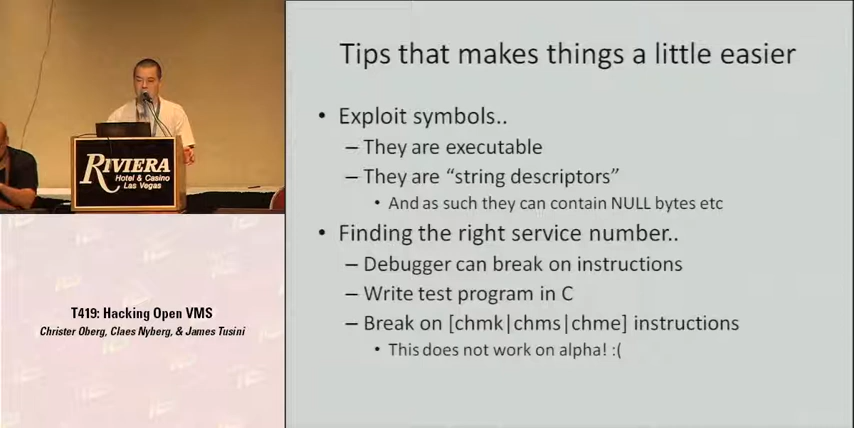 RIVIERA
Hotel & Casino
Las Vegas
T419: Hacking Open VMS
Christer Oberg, Claes Nyberg, & James Tusini
Tips that makes things a little easier
• Exploit symbols..
– They are executable
– They are “string descriptors”
• And as such they can contain NULL bytes etc
• Finding the right service number..
– Debugger can break on instructions
– Write test program in C
– Break on [chmk|chms|chme] instructions
• This does not work on alpha! :(